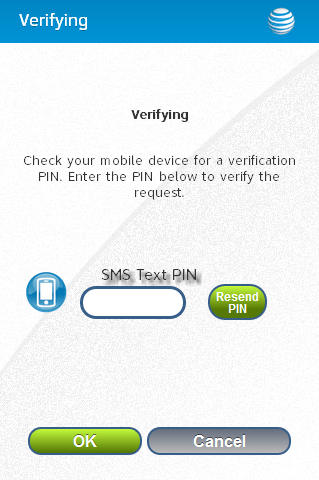 Verifying
Verifying
Check your mobile device for a verification
PIN. Enter the PIN below to verify the
request.
SMS Text PIN
Resend
PIN
OK
Cancel